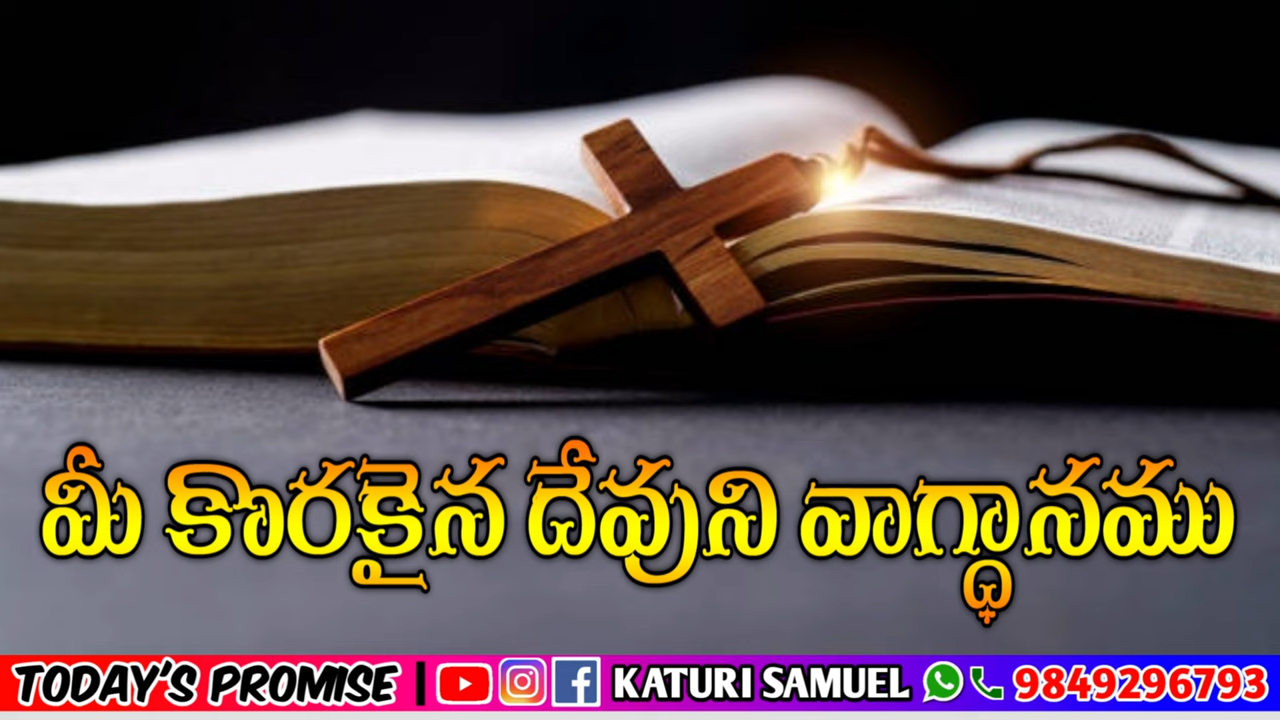 మీ కొరకైన దేవుని వాగ్ధానము
TODAY'S PROMISE | KATURI SAMUEL 9849296793